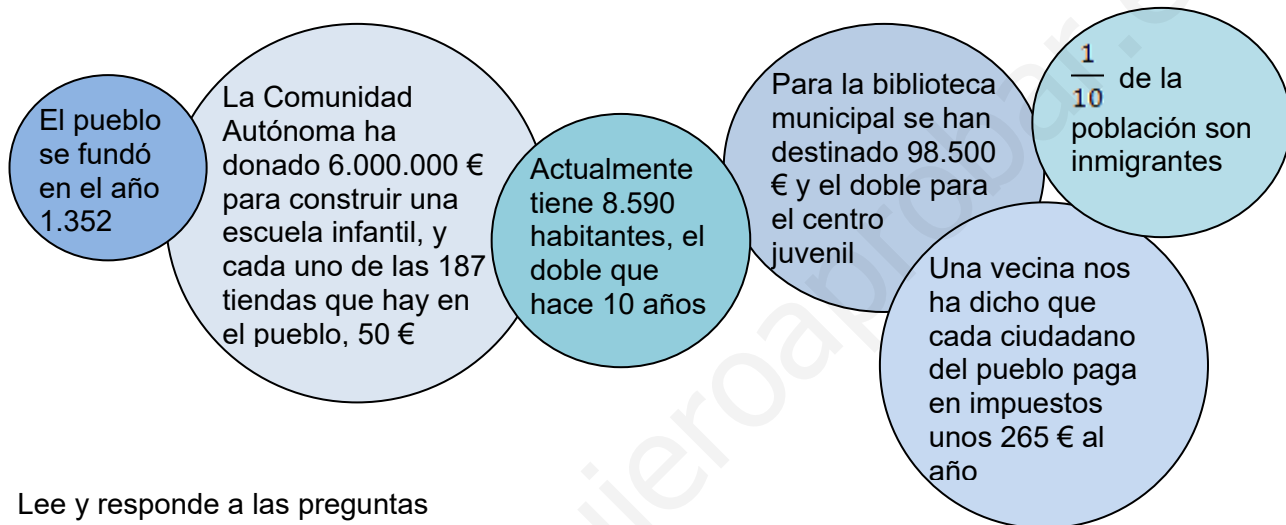 El pueblo
se fundó
en el año
1.352
La Comunidad
Autónoma ha
donado 6.000.000 €
para construir una
escuela infantil, y
cada uno de las 187
tiendas que hay en
el pueblo, 50 €
Actualmente
tiene 8.590
habitantes, el
doble que
hace 10 años
Para la biblioteca
municipal se han
destinado 98.500
€ y el doble para
el centro
juvenil
1/10 de la
población son
inmigrantes
Una vecina nos
ha dicho que
cada ciudadano
del pueblo paga
en impuestos
unos 265 € al
año
Lee y responde a las preguntas